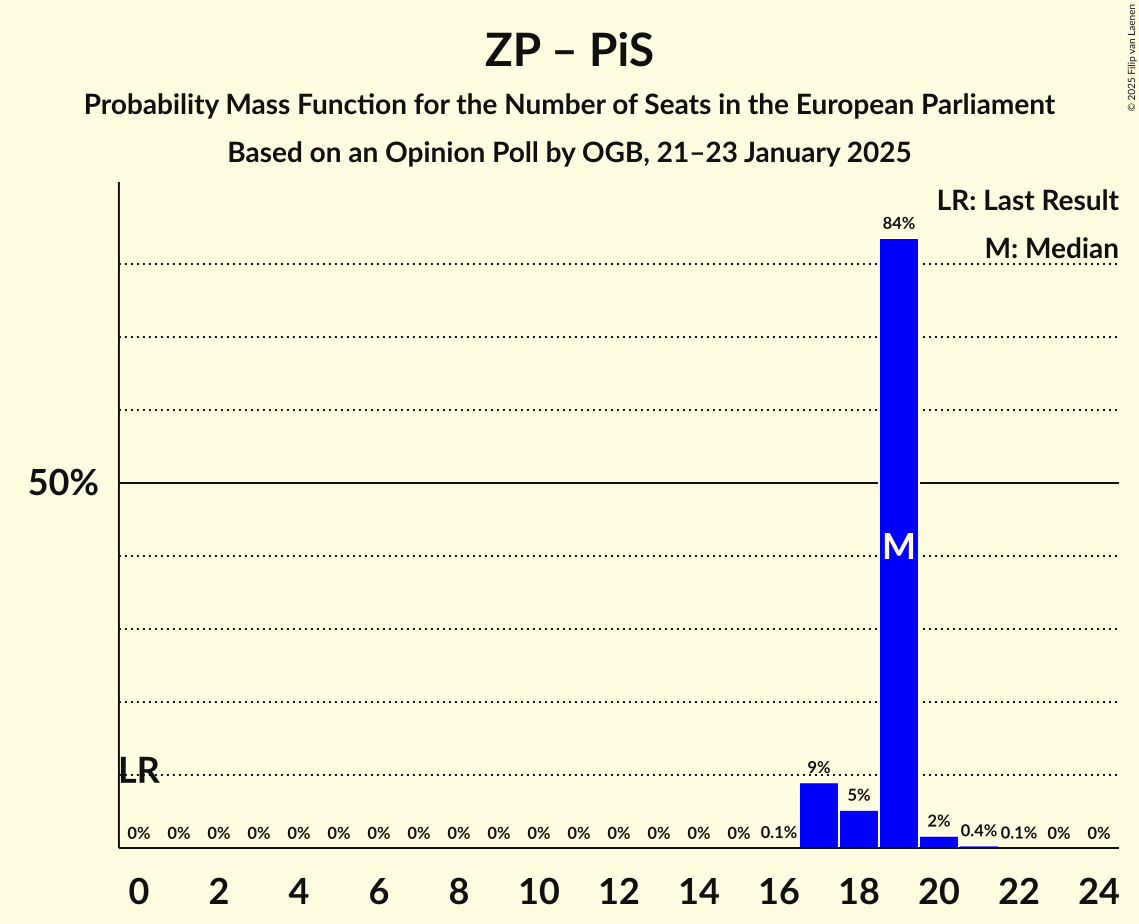 ZP – PiS
Probability Mass Function for the Number of Seats in the European Parliament
Based on an Opinion Poll by OGB, 21–23 January 2025
© 2025 Filip van Laenen
LR: Last Result
M: Median
84%
50%
M
LR
9%
5%
0% 0% 0% 0% 0% 0% 0% 0% 0% 0% 0% 0% 0% 0% 0% 0% 0.1% 2% 0.4% 0.1% 0% 0%
0 2 4 6 8 10 12 14 16 18 20 22 24